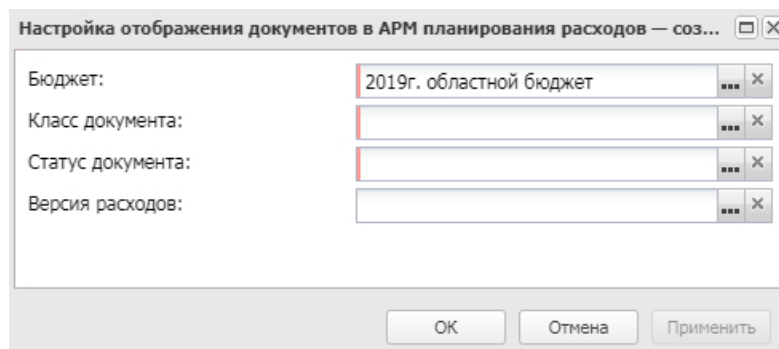 Настройка отображения документов в АРМ планирования расходов — соз...
Бюджет: 2019г. областной бюджет
Класс документа:
Статус документа:
Версия расходов:
ОК Отмена Применить